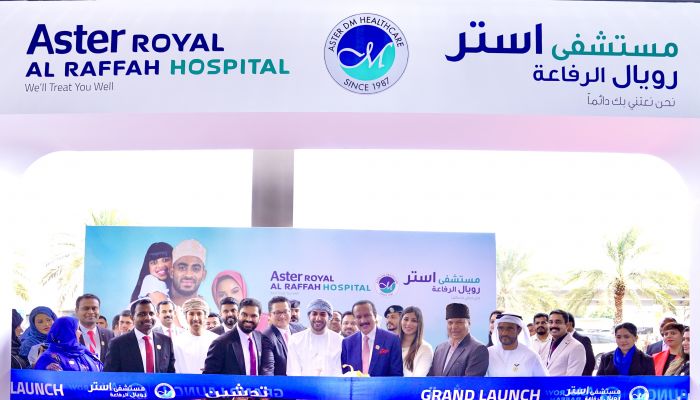 Aster ROYAL
AL RAFFAH HOSPITAL
We'll Treat You Well
ASTER DM HEALTHCARE
SINCE 1987
مستشفى استر
رويال الرفاعة
نحن نعتني بك دائماً
Aster ROYAL
AL RAFFAH HOSPITAL
مستشفى استر
رويال الرفاعة
GRAND LAUNCH
مستشفى استر
تدشين
GRAND LAUNCH
مستشفى استر